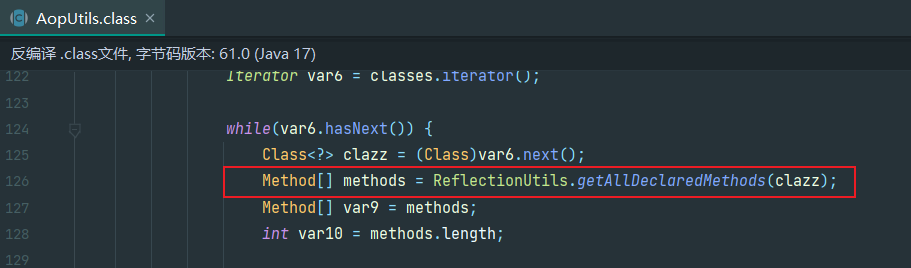 AopUtils.class
反编译 .class文件, 字节码版本: 61.0 (Java 17)
122 Iterator var6 = classes.iterator();
123
124 while(var6.hasNext()) {
125 Class<?> clazz = (Class)var6.next();
126 Method[] methods = ReflectionUtils.getAllDeclaredMethods(clazz);
127 Method[] var9 = methods;
128 int var10 = methods.length;
129